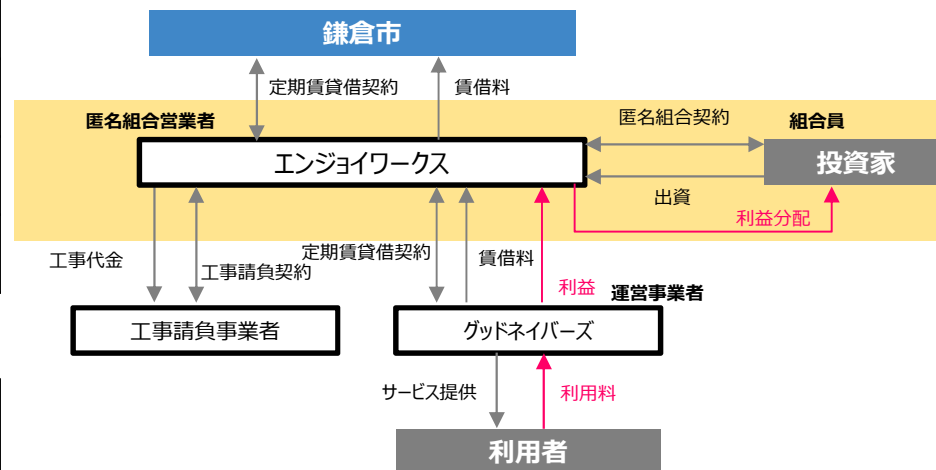 鎌倉市
定期賃貸借契約
賃借料
匿名組合営業者
匿名組合契約
組合員
エンジョイワークス
投資家
出資
利益分配
工事代金
工事請負契約
定期賃貸借契約
賃借料
利益
運営事業者
工事請負事業者
グッドネイバーズ
サービス提供
利用料
利用者